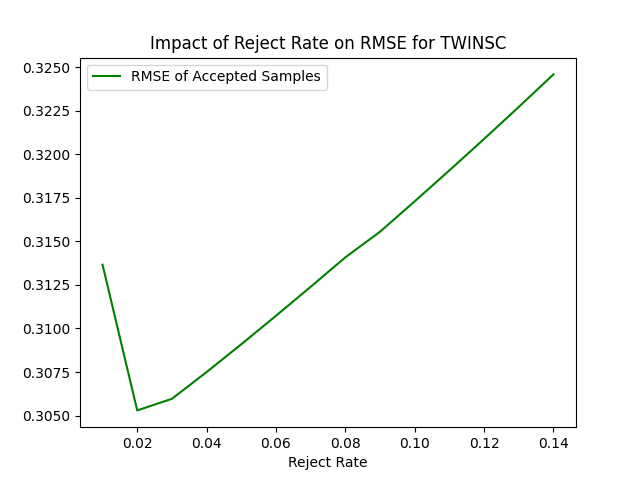 Impact of Reject Rate on RMSE for TWINSC
RMSE of Accepted Samples
0.3250
0.3225
0.3200
0.3175
0.3150
0.3125
0.3100
0.3075
0.3050
0.02 0.04 0.06 0.08 0.10 0.12 0.14
Reject Rate